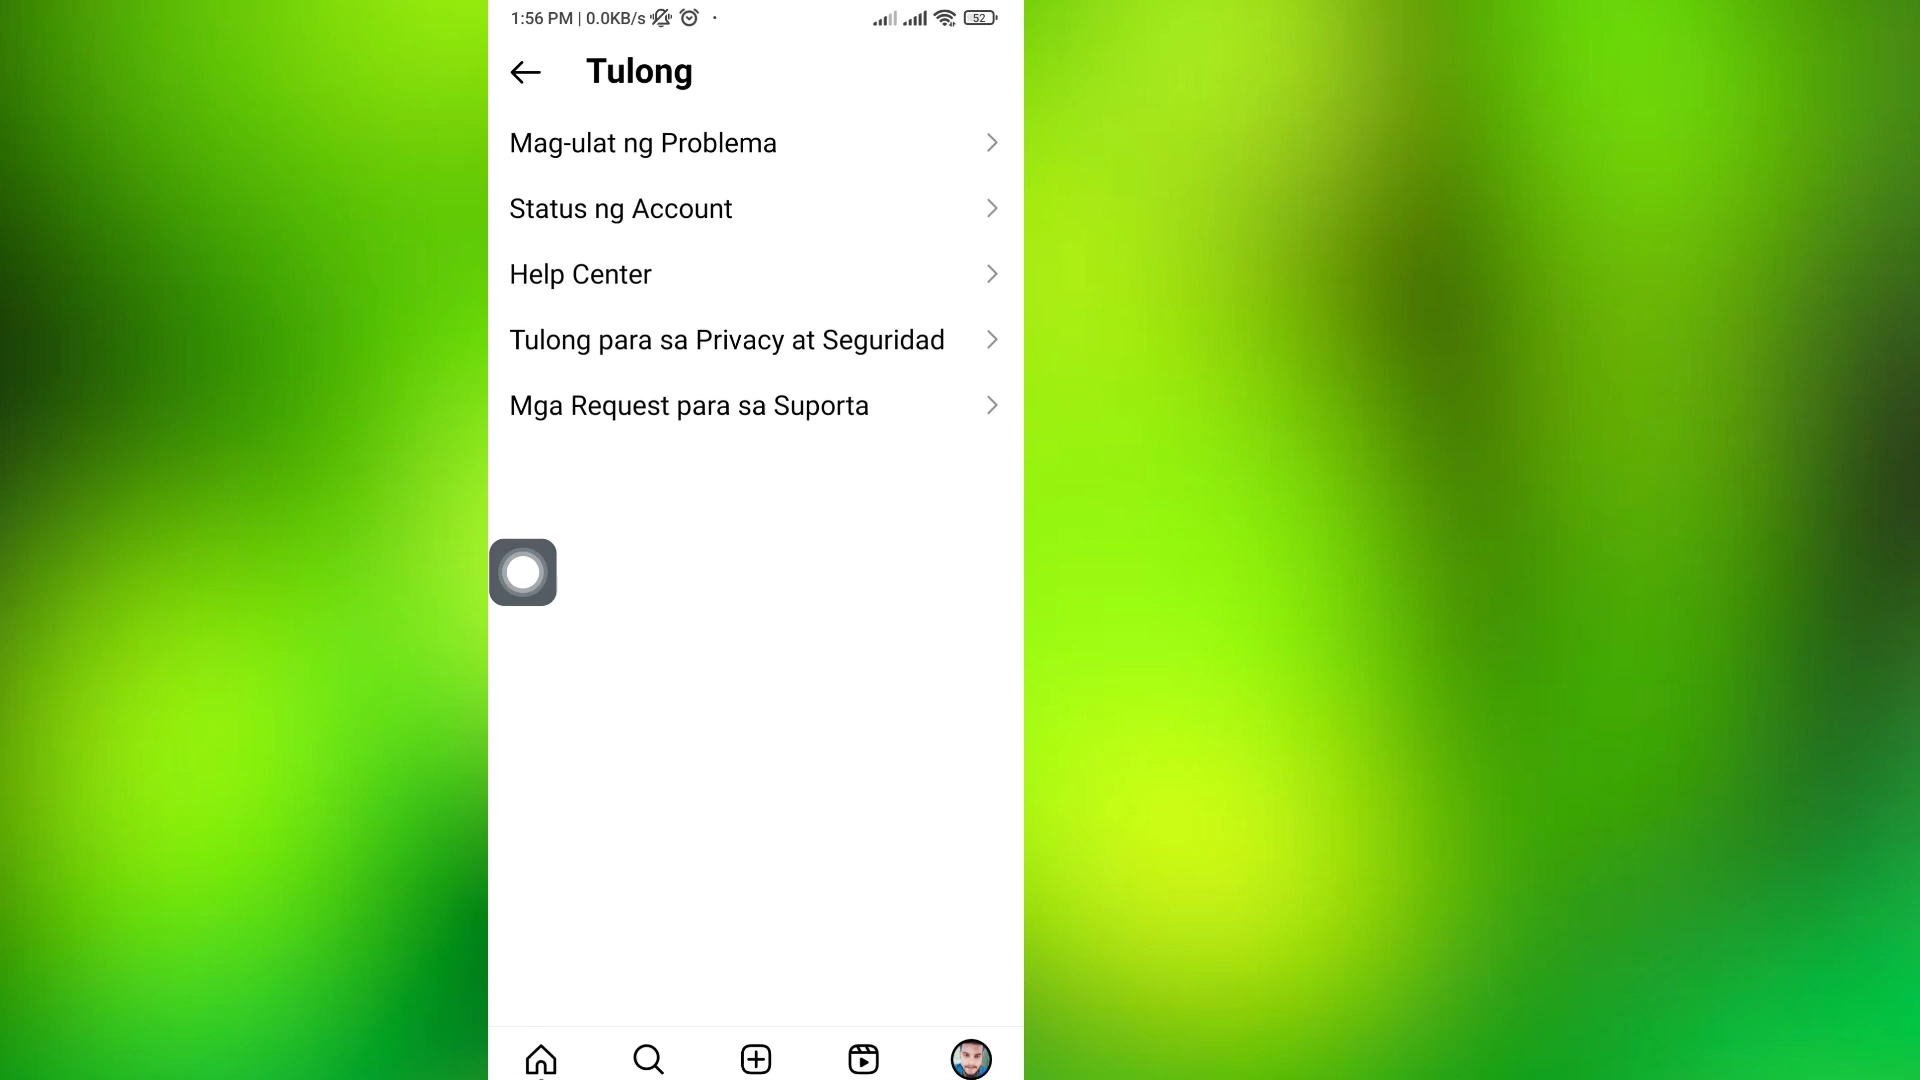 1:56 PM | 0.0KB/s 52
Tulong
Mag-ulat ng Problema
Status ng Account
Help Center
Tulong para sa Privacy at Seguridad
Mga Request para sa Suporta